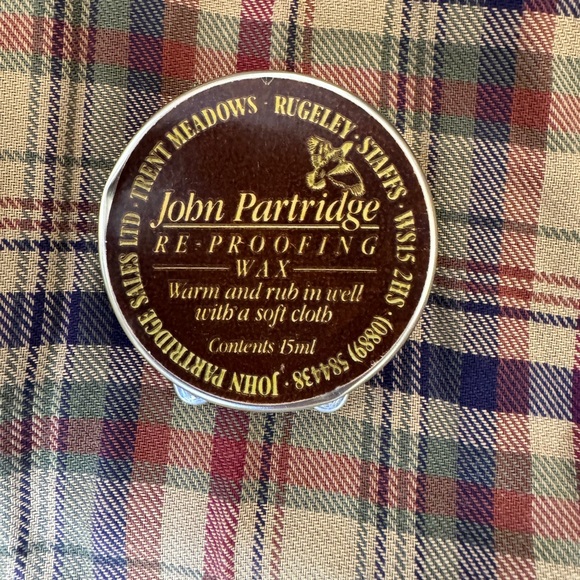 JOHN PARTRIDGE SALES LTD · TRENT MEADOWS · RUGELEY · STAFFS · WS15 2HS · (0889) 584438 ·
John Partridge
RE-PROOFING
WAX
Warm and rub in well
with a soft cloth
Contents 15ml